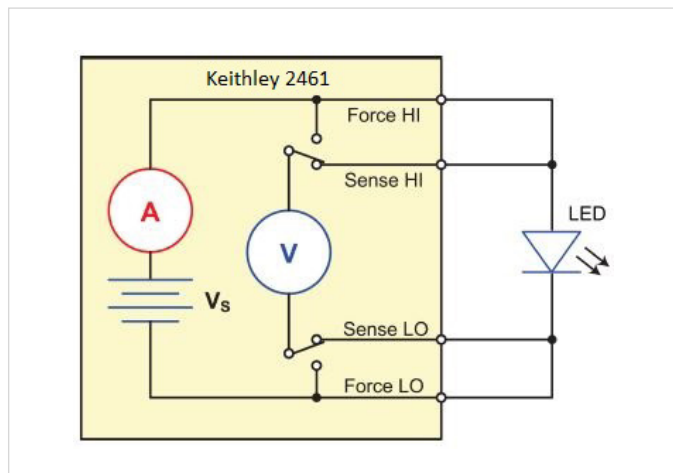 Keithley 2461
Force HI
Sense HI
A
V
LED
Vs
Sense LO
Force LO